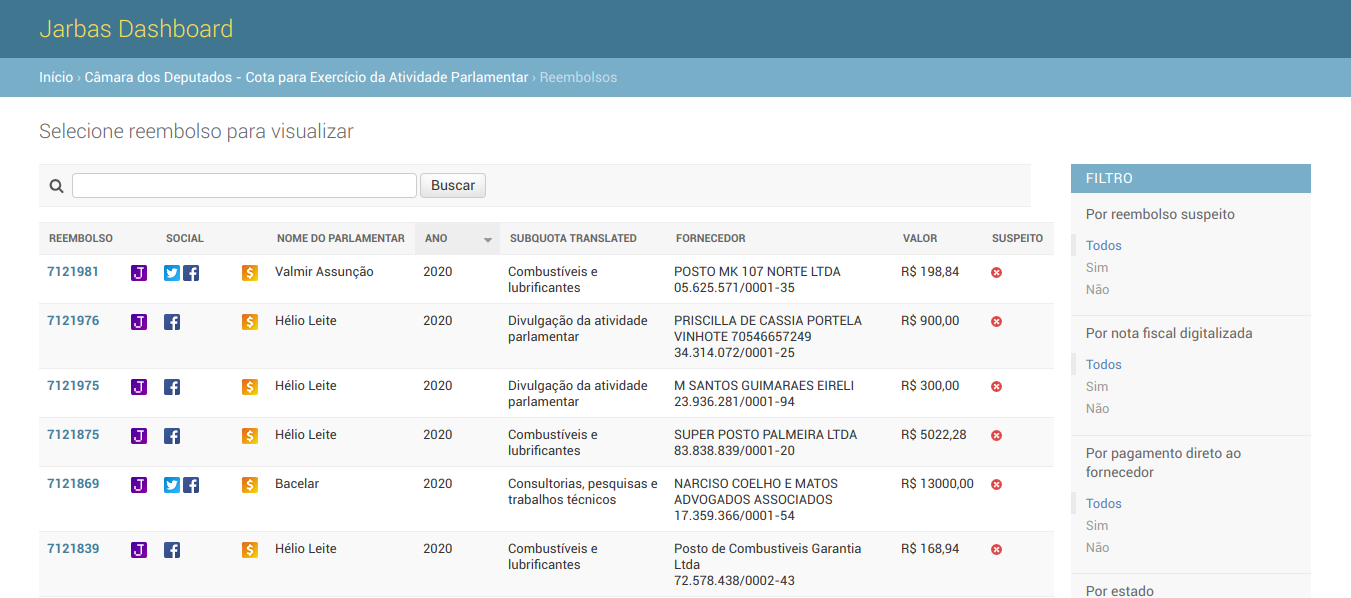 Jarbas Dashboard
Início › Câmara dos Deputados - Cota para Exercício da Atividade Parlamentar › Reembolsos
Selecione reembolso para visualizar
Buscar
REEMBOLSO SOCIAL NOME DO PARLAMENTAR ANO SUBQUOTA TRANSLATED FORNECEDOR VALOR SUSPEITO
7121981 J $ Valmir Assunção 2020 Combustíveis e POSTO MK 107 NORTE LTDA R$ 198,84
lubrificantes 05.625.571/0001-35
7121976 J $ Hélio Leite 2020 Divulgação da atividade PRISCILLA DE CASSIA PORTELA R$ 900,00
parlamentar VINHOTE 70546657249
34.314.072/0001-25
7121975 J $ Hélio Leite 2020 Divulgação da atividade M SANTOS GUIMARAES EIRELI R$ 300,00
parlamentar 23.936.281/0001-94
7121875 J $ Hélio Leite 2020 Combustíveis e SUPER POSTO PALMEIRA LTDA R$ 5022,28
lubrificantes 83.838.839/0001-20
7121869 J $ Bacelar 2020 Consultorias, pesquisas e NARCISO COELHO E MATOS R$ 13000,00
trabalhos técnicos ADVOGADOS ASSOCIADOS
17.359.366/0001-54
7121839 J $ Hélio Leite 2020 Combustíveis e Posto de Combustiveis Garantia R$ 168,94
lubrificantes Ltda
72.578.438/0002-43
FILTRO
Por reembolso suspeito
Todos
Sim
Não
Por nota fiscal digitalizada
Todos
Sim
Não
Por pagamento direto ao
fornecedor
Todos
Sim
Não
Por estado